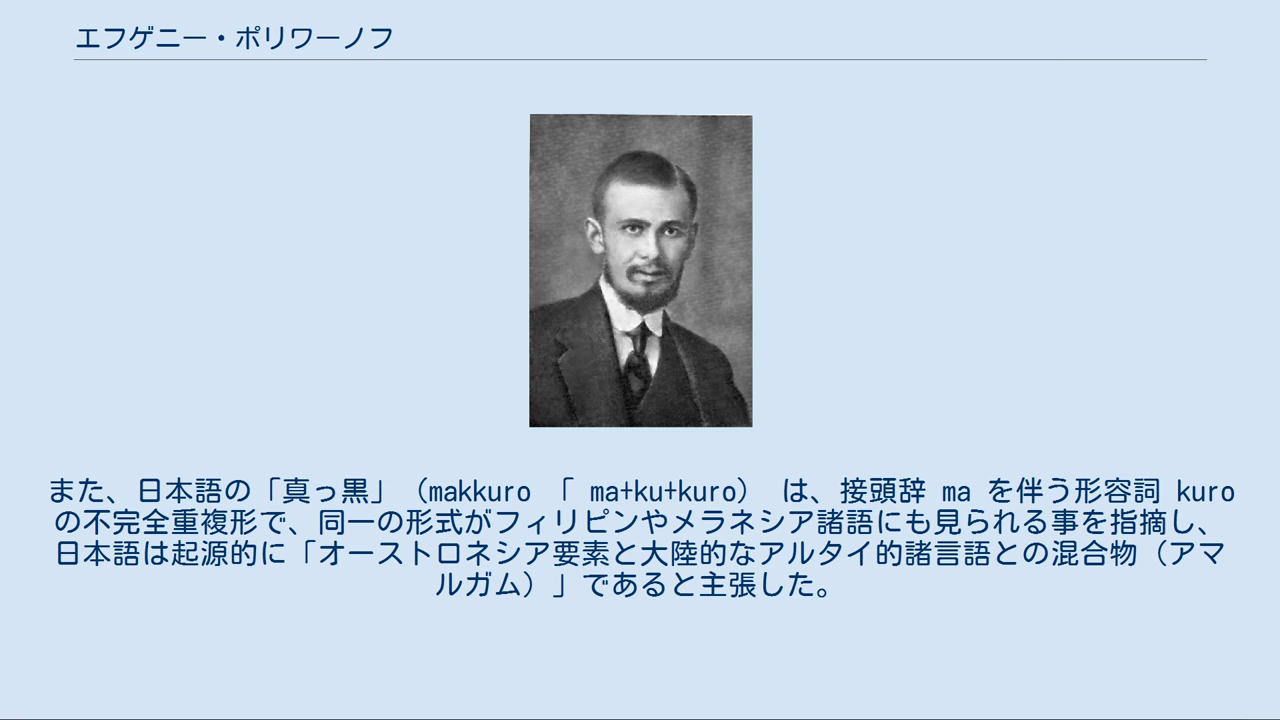 エフゲニー・ポリワーノフ
また、日本語の「真っ黒」（makkuro 「 ma+ku+kuro） は、接頭辞 ma を伴う形容詞 kuro
の不完全重複形で、同一の形式がフィリピンやメラネシア諸語にも見られる事を指摘し、
日本語は起源的に「オーストロネシア要素と大陸的なアルタイ的諸言語との混合物（アマ
ルガム）」であると主張した。